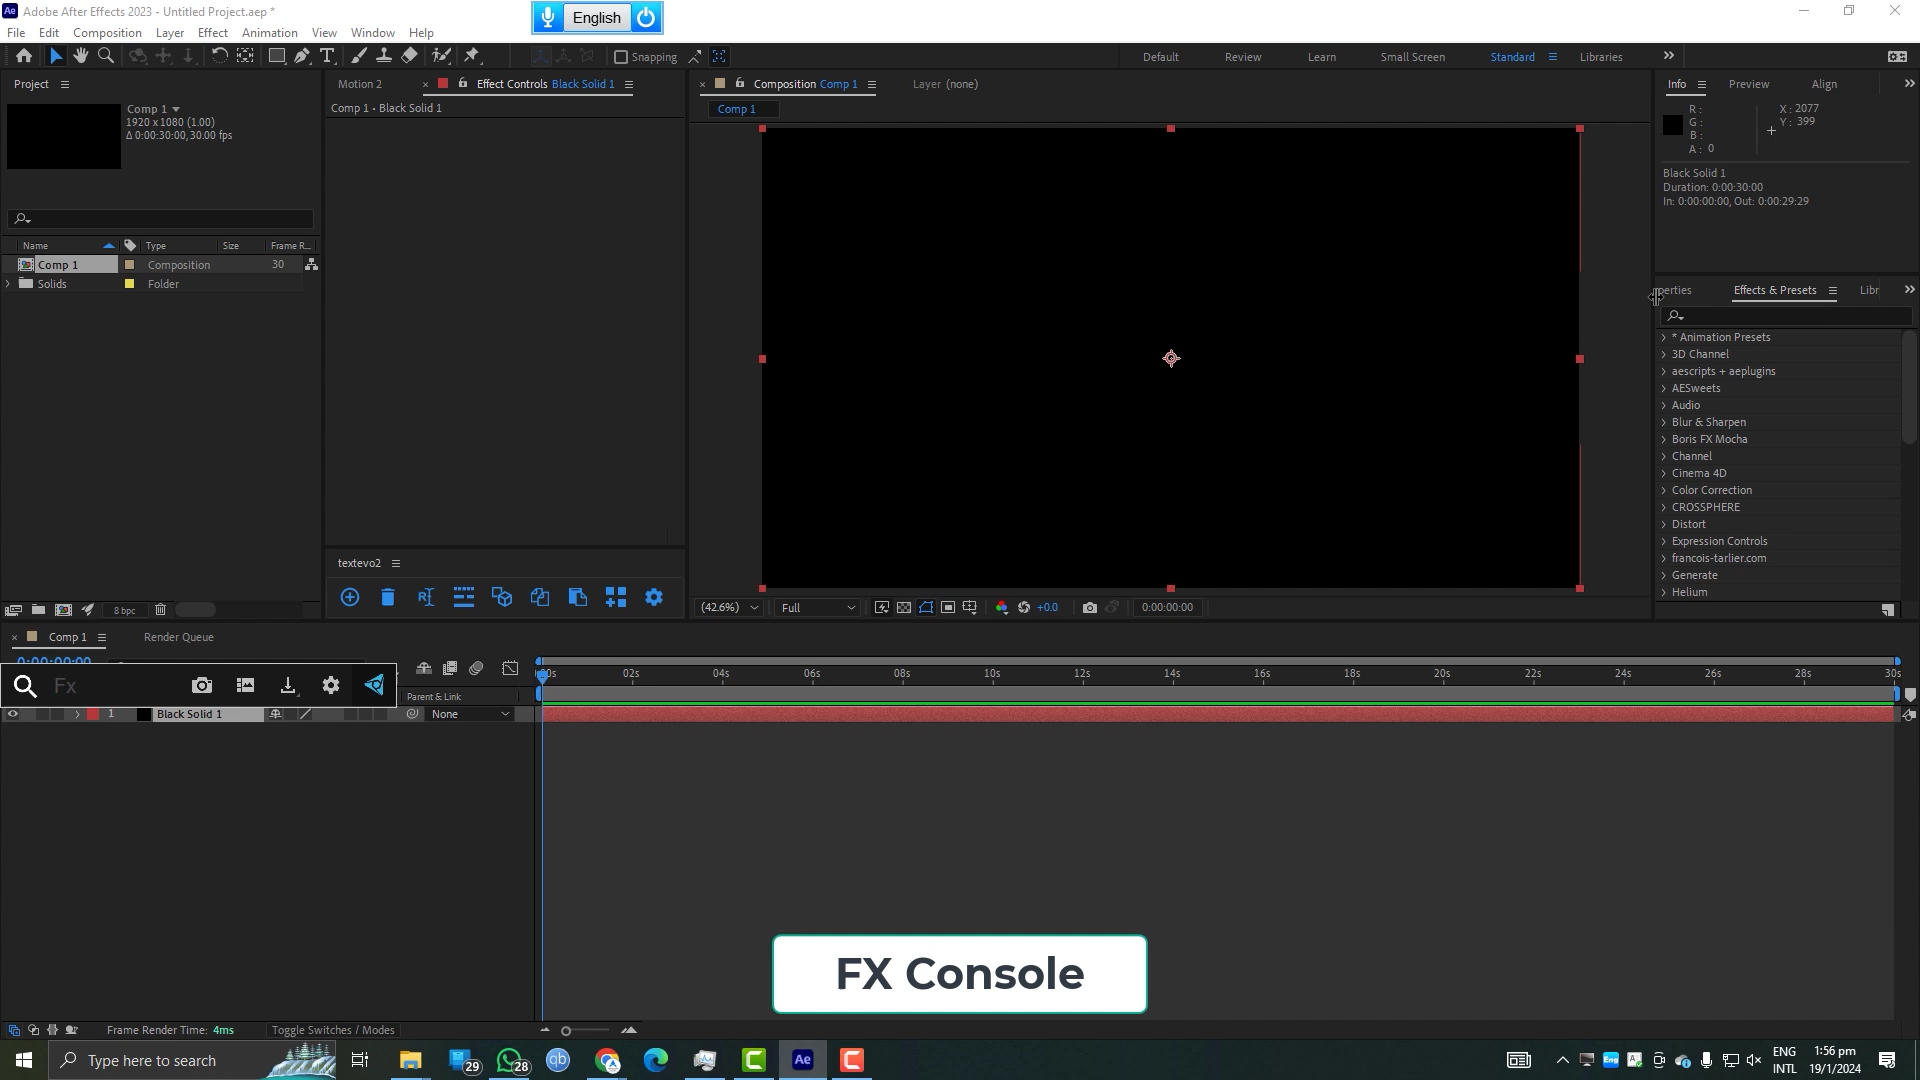 Adobe After Effects 2023 - Untitled Project.aep *
English
File Edit Composition Layer Effect Animation View Window Help
Snapping
Default Review Learn Small Screen Standard Libraries
Project
Comp 1
1920 x 1080 (1.00)
Δ 0:00:30:00, 30.00 fps
Name Type Size Frame R...
Comp 1 Composition 30
Solids Folder
8 bpc
Motion 2
Effect Controls Black Solid 1
Comp 1 • Black Solid 1
textevo2
Composition Comp 1
Layer (none)
Comp 1
(42.6%) Full +0.0 0:00:00:00
Info Preview Align
R :
G :
B :
A : 0
X : 2077
Y : 399
Black Solid 1
Duration: 0:00:30:00
In: 0:00:00:00, Out: 0:00:29:29
perties Effects & Presets Libr
* Animation Presets
3D Channel
aescripts + aeplugins
AESweets
Audio
Blur & Sharpen
Boris FX Mocha
Channel
Cinema 4D
Color Correction
CROSSPHERE
Distort
Expression Controls
francois-tarlier.com
Generate
Helium
Comp 1 Render Queue
Fx
Parent & Link
02s 04s 06s 08s 10s 12s 14s 16s 18s 20s 22s 24s 26s 28s 30s
1 Black Solid 1 None
FX Console
Frame Render Time: 4ms Toggle Switches / Modes
Type here to search
29
28
ENG
INTL
1:56 pm
19/1/2024